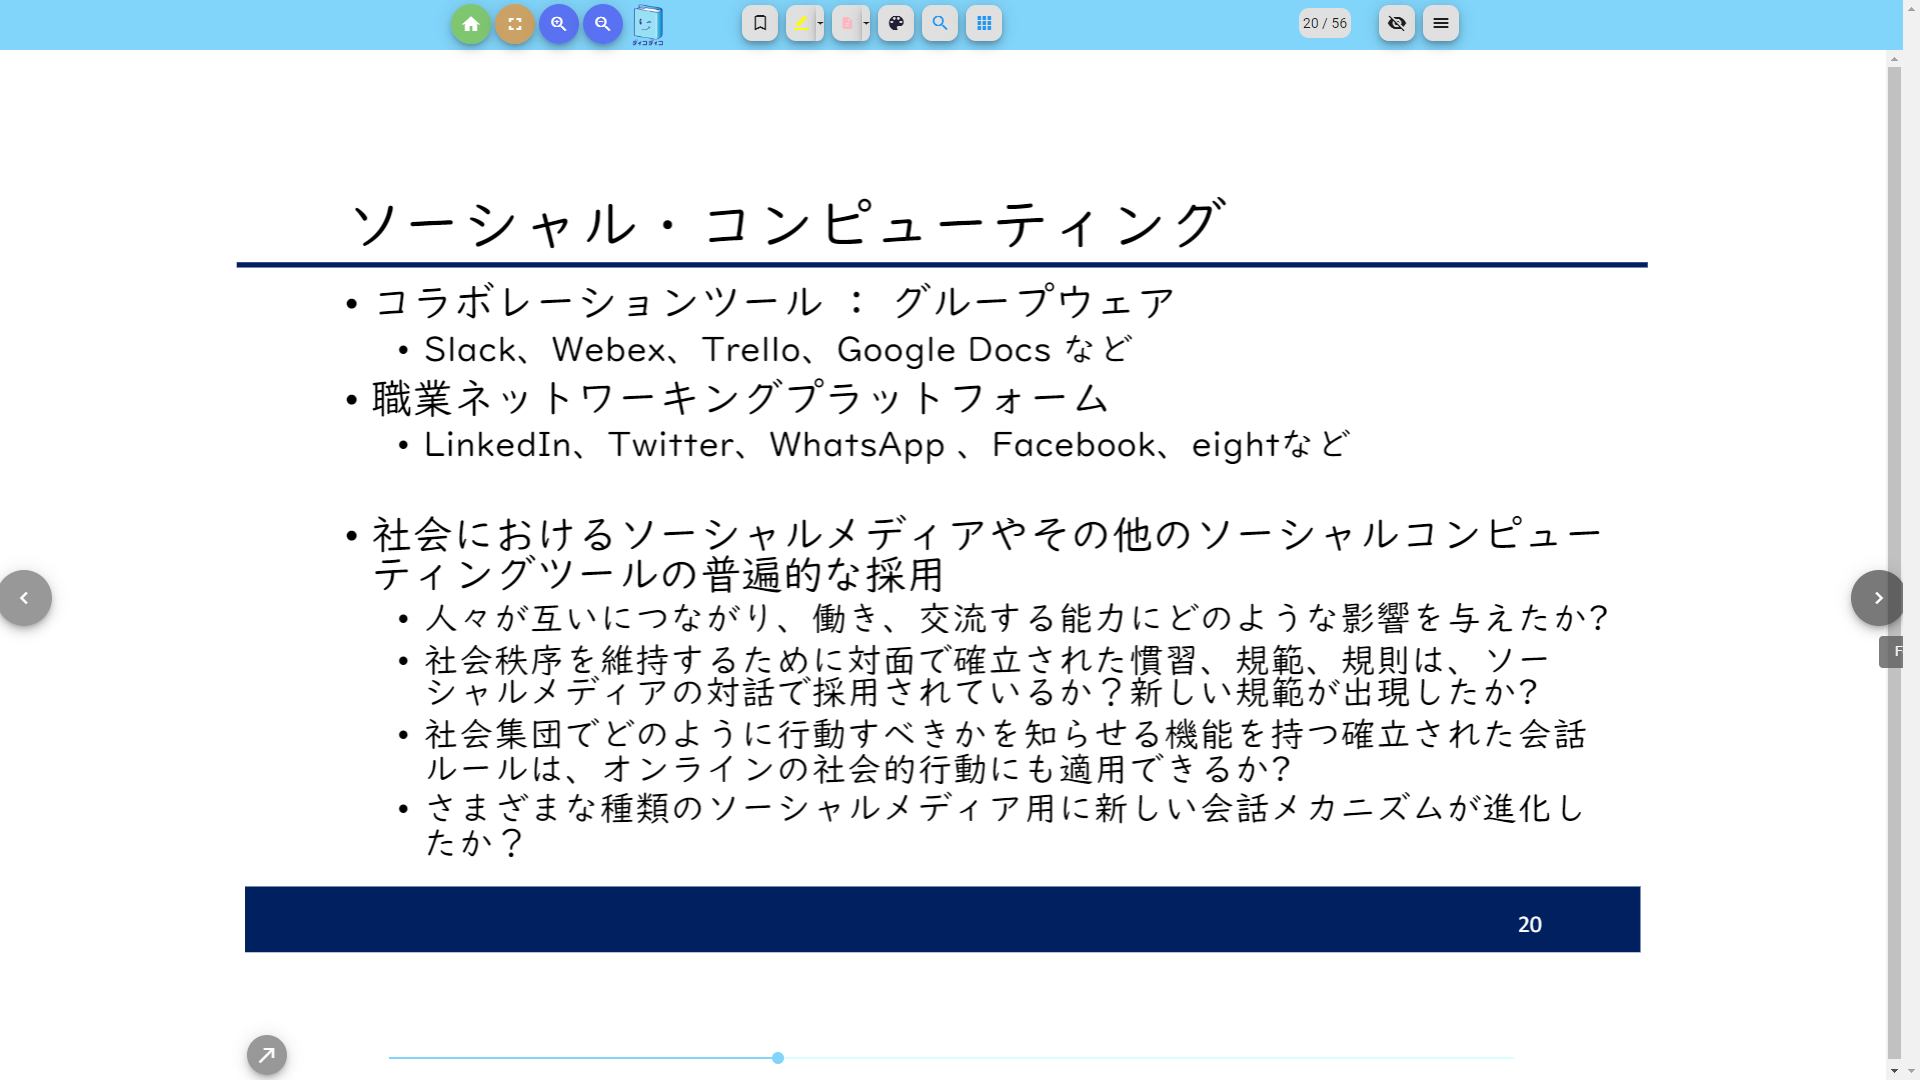 ダィコダィコ
20 / 56
ソーシャル・コンピューティング
• コラボレーションツール ： グループウェア
• Slack、Webex、Trello、Google Docs など
• 職業ネットワーキングプラットフォーム
• LinkedIn、Twitter、WhatsApp 、Facebook、eightなど
• 社会におけるソーシャルメディアやその他のソーシャルコンピュー
ティングツールの普遍的な採用
• 人々が互いにつながり、働き、交流する能力にどのような影響を与えたか?
• 社会秩序を維持するために対面で確立された慣習、規範、規則は、ソー
シャルメディアの対話で採用されているか？新しい規範が出現したか?
• 社会集団でどのように行動すべきかを知らせる機能を持つ確立された会話
ルールは、オンラインの社会的行動にも適用できるか?
• さまざまな種類のソーシャルメディア用に新しい会話メカニズムが進化し
たか？
F
20